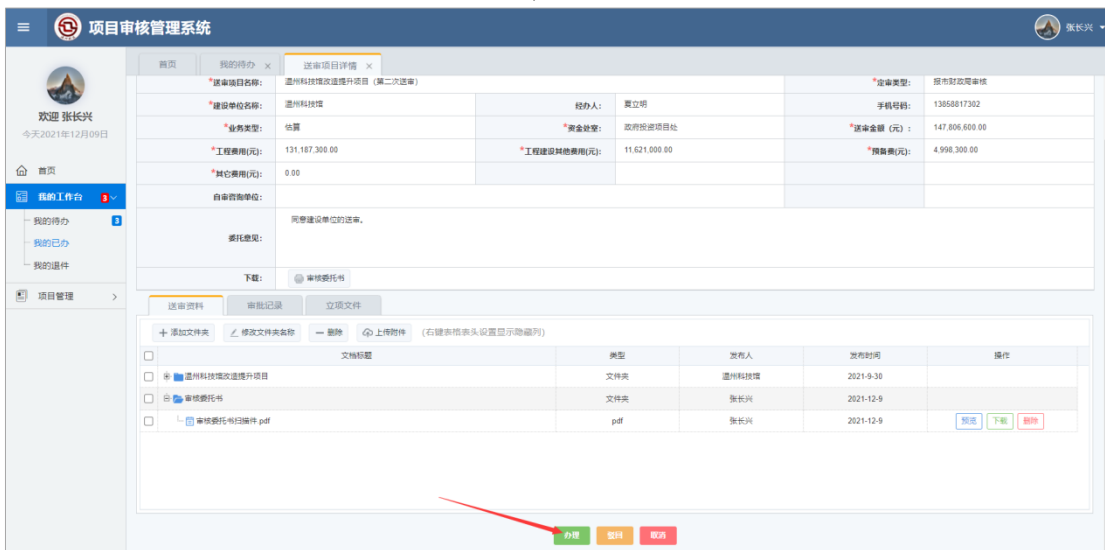 项目审核管理系统
张长兴
首页 我的待办 × 送审项目详情 ×
欢迎 张长兴
今天2021年12月09日
首页
我的工作台 3
我的待办 3
我的已办
我的退件
项目管理
*送审项目名称: 温州科技馆改造提升项目（第二次送审） *定审类型: 报市财政局审核
*建设单位名称: 温州科技馆 经办人: 夏立明 手机号码: 13858817302
*业务类型: 估算 *资金处室: 政府投资项目处 *送审金额（元）: 147,806,600.00
*工程费用(元): 131,187,300.00 *工程建设其他费用(元): 11,621,000.00 *预备费(元): 4,998,300.00
*其它费用(元): 0.00
自审咨询单位:
委托意见: 同意建设单位的送审。
下载: 审核委托书
送审资料 审批记录 立项文件
添加文件夹 修改文件夹名称 删除 上传附件 (右键表格表头设置显示隐藏列)
文档标题 类型 发布人 发布时间 操作
温州科技馆改造提升项目 文件夹 温州科技馆 2021-9-30
审核委托书 文件夹 张长兴 2021-12-9
审核委托书扫描件.pdf pdf 张长兴 2021-12-9 预览 下载 删除
办理 暂回 取消